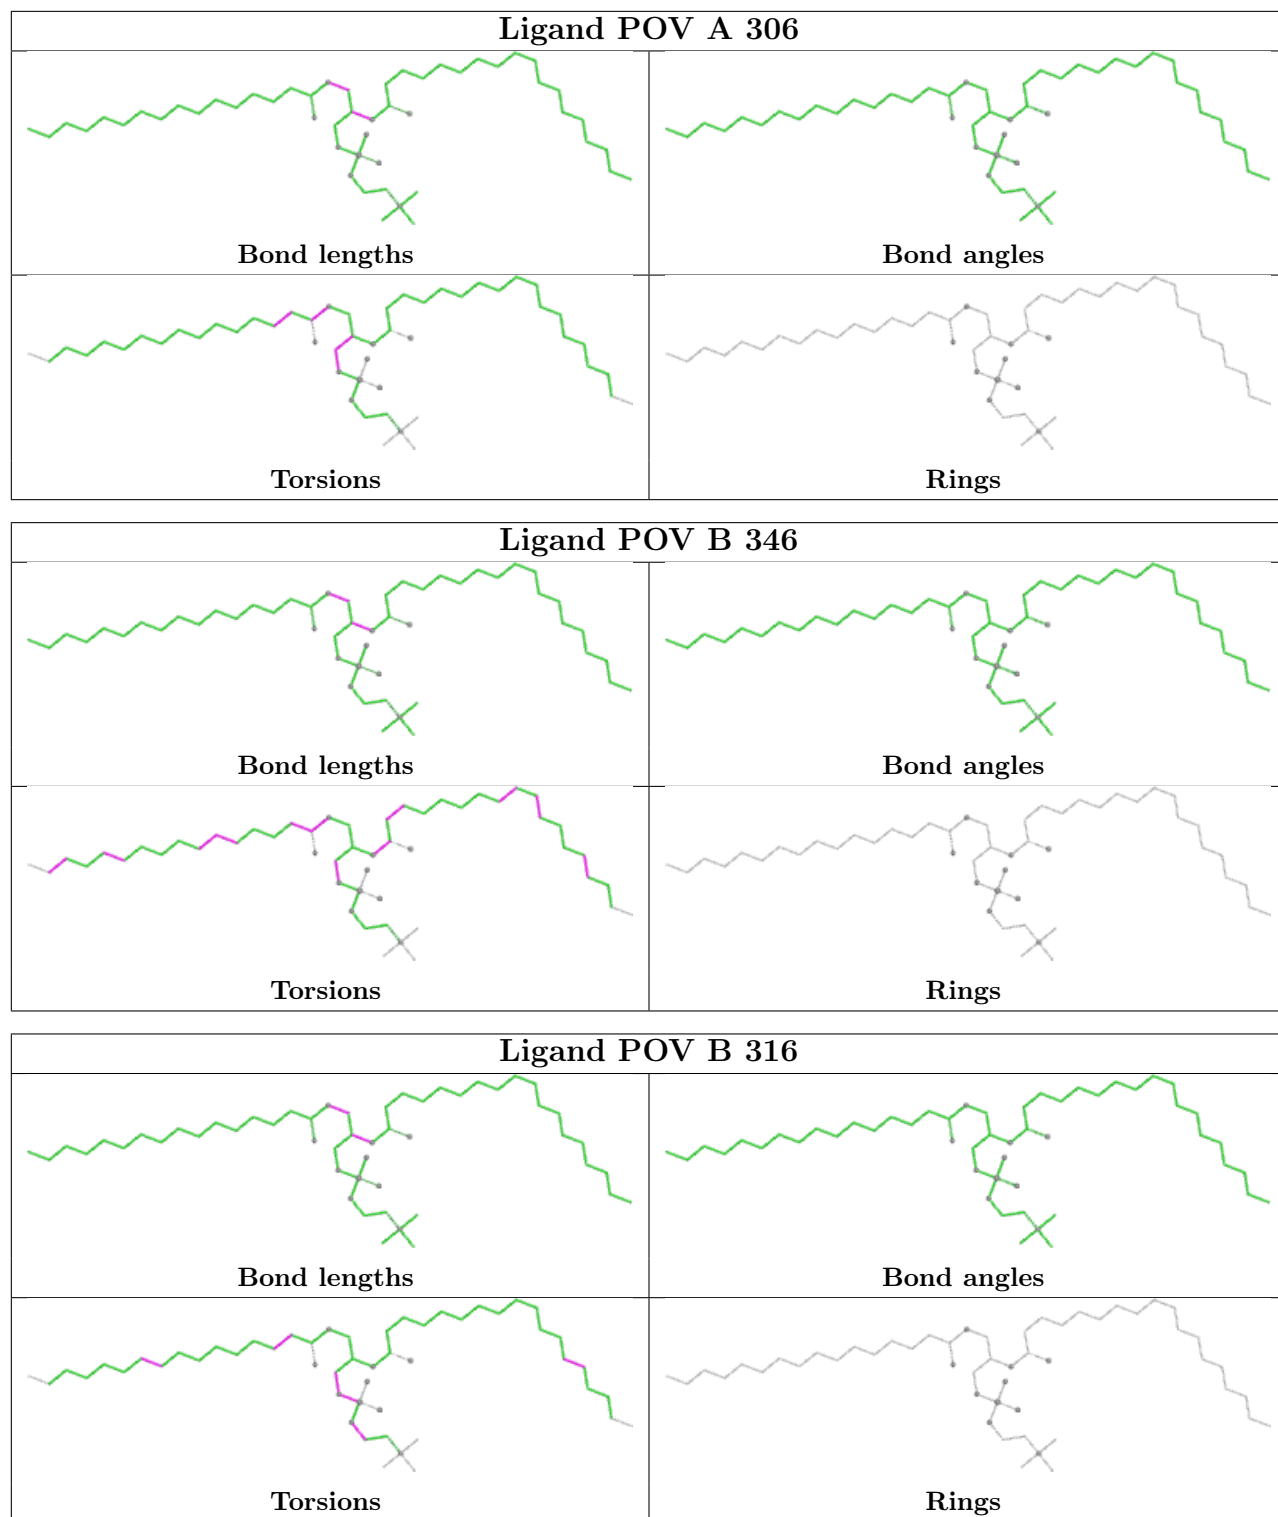 Ligand POV A 306
Bond lengths
Bond angles
Torsions
Rings
Ligand POV B 346
Bond lengths
Bond angles
Torsions
Rings
Ligand POV B 316
Bond lengths
Bond angles
Torsions
Rings